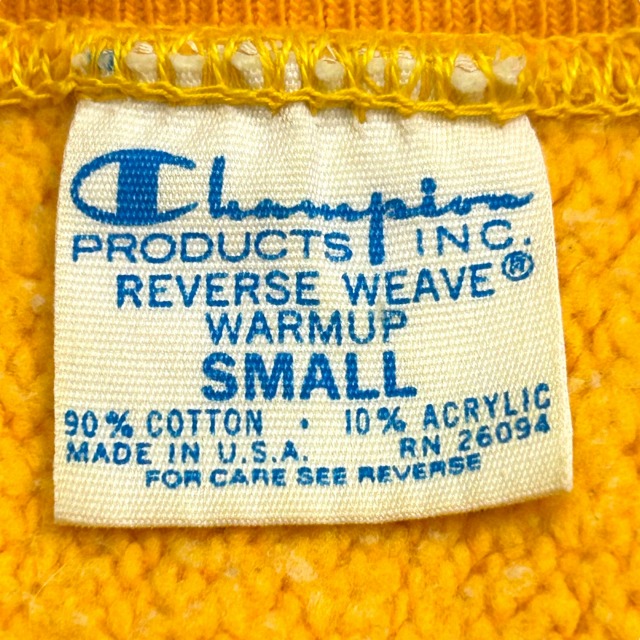 Champion
PRODUCTS INC.
REVERSE WEAVE®
WARMUP
SMALL
90% COTTON · 10% ACRYLIC
MADE IN U.S.A. RN 26094
FOR CARE SEE REVERSE